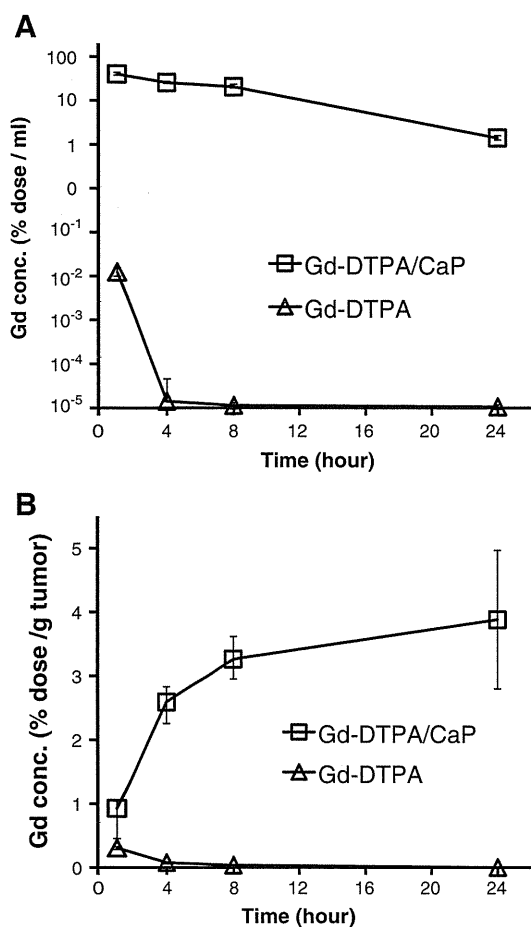 A
Gd conc. (% dose / ml)
100
10
1
0
10-1
10-2
10-3
10-4
10-5
Gd-DTPA/CaP
Gd-DTPA
0 4 8 12 16 20 24
Time (hour)
B
Gd conc. (% dose /g tumor)
5
4
3
2
1
0
Gd-DTPA/CaP
Gd-DTPA
0 4 8 12 16 20 24
Time (hour)